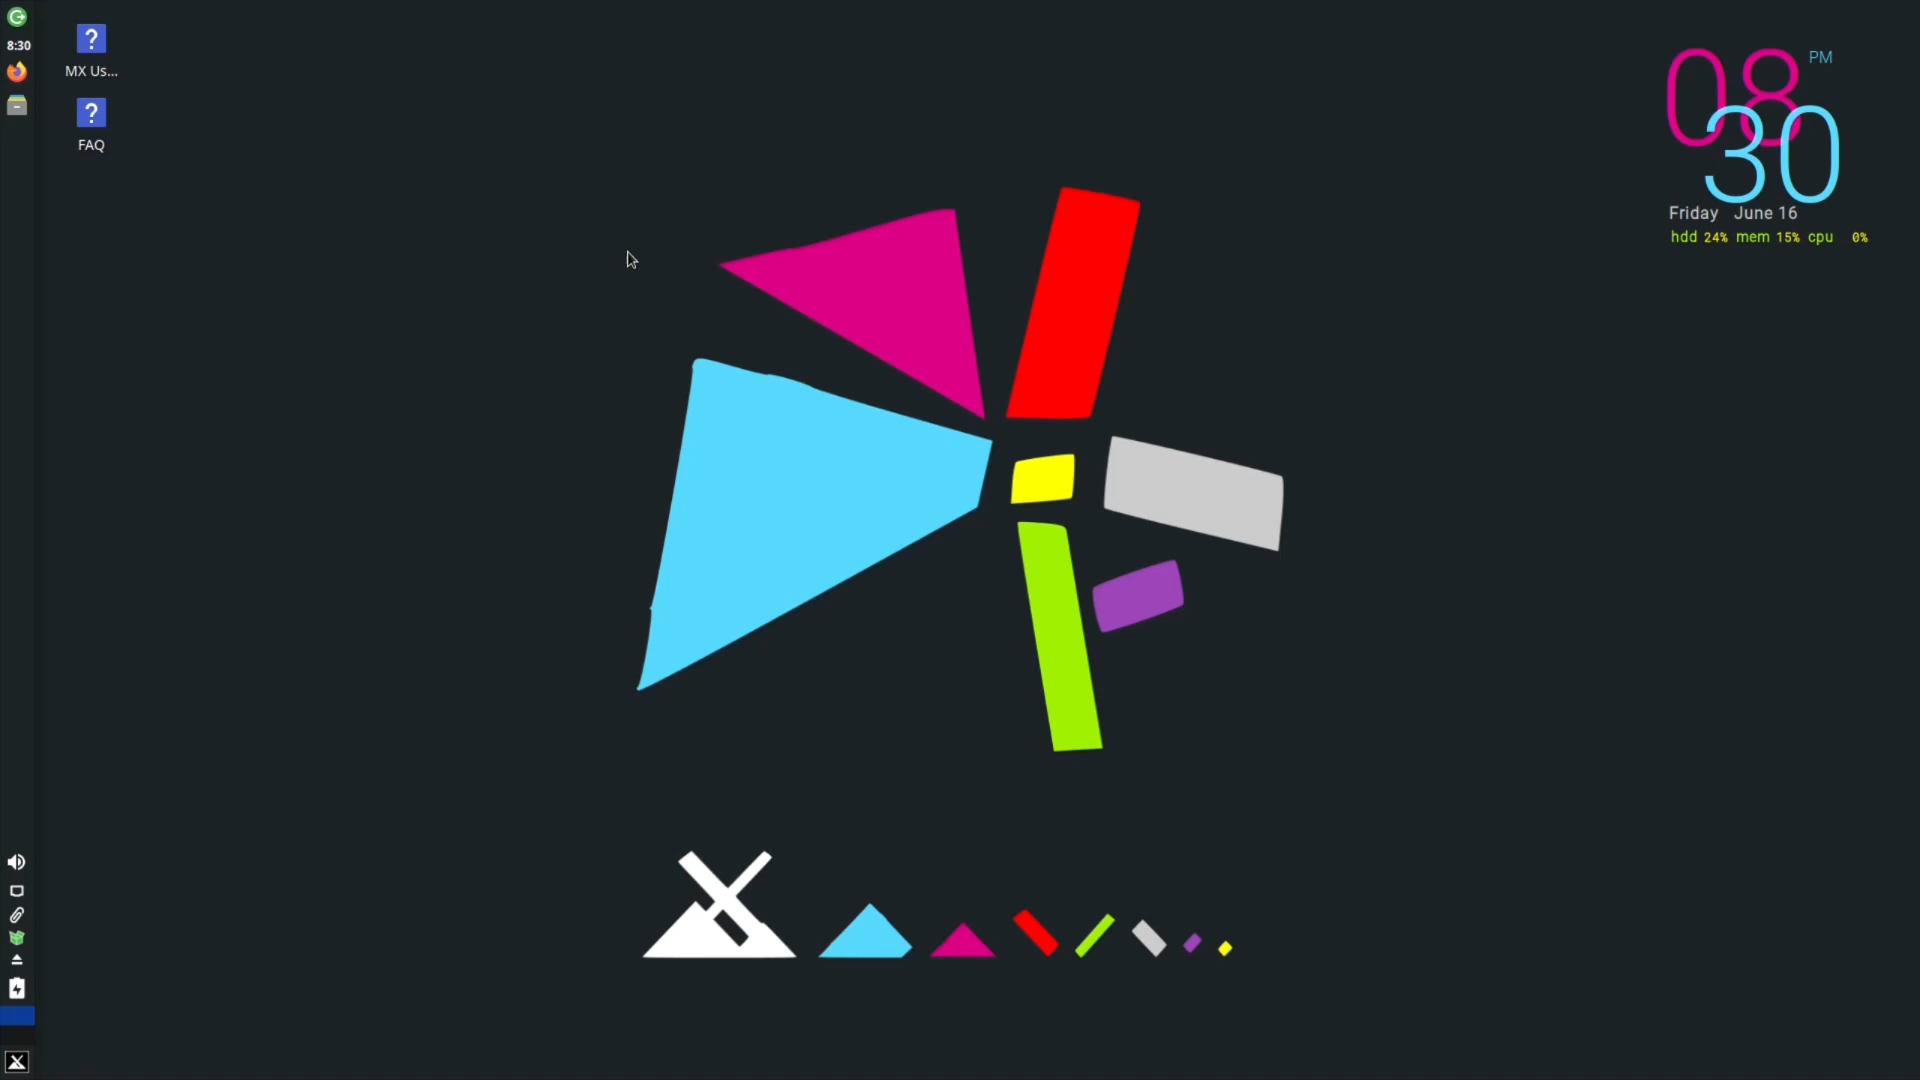 8:30
?
MX Us...
?
FAQ
08 PM
30
Friday June 16
hdd 24% mem 15% cpu 0%